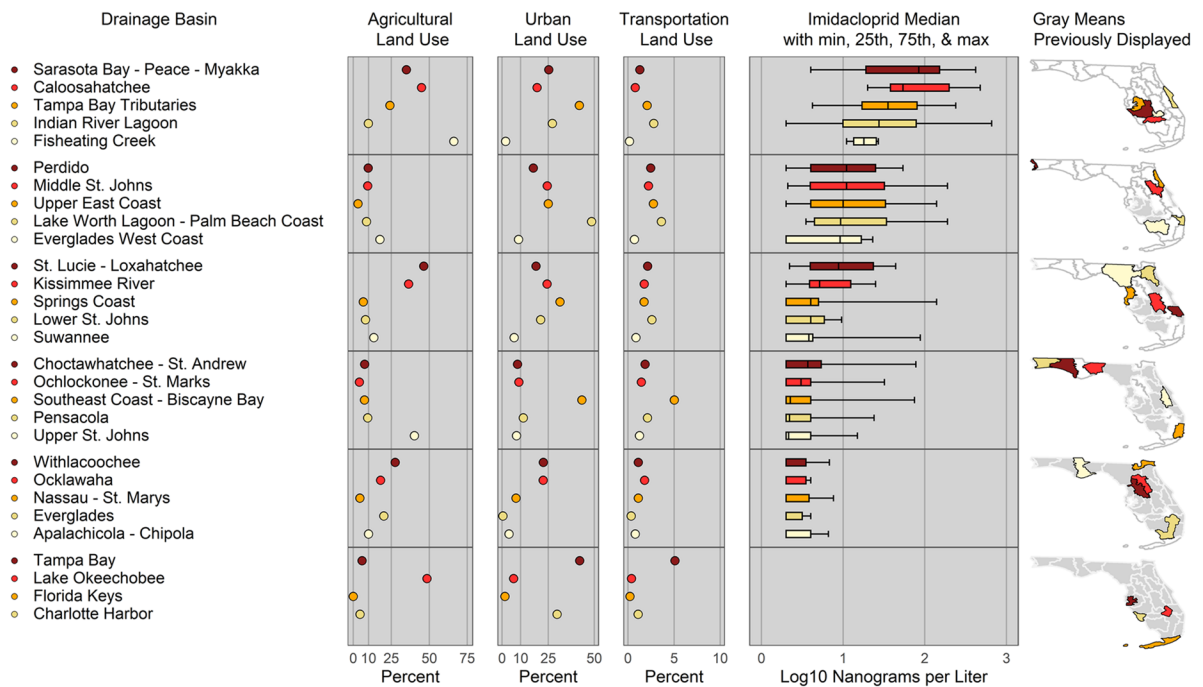 Drainage Basin
Agricultural
Land Use
Urban
Land Use
Transportation
Land Use
Imidacloprid Median
with min, 25th, 75th, & max
Gray Means
Previously Displayed
Sarasota Bay - Peace - Myakka
Caloosahatchee
Tampa Bay Tributaries
Indian River Lagoon
Fisheating Creek
Perdido
Middle St. Johns
Upper East Coast
Lake Worth Lagoon - Palm Beach Coast
Everglades West Coast
St. Lucie - Loxahatchee
Kissimmee River
Springs Coast
Lower St. Johns
Suwannee
Choctawhatchee - St. Andrew
Ochlockonee - St. Marks
Southeast Coast - Biscayne Bay
Pensacola
Upper St. Johns
Withlacoochee
Ocklawaha
Nassau - St. Marys
Everglades
Apalachicola - Chipola
Tampa Bay
Lake Okeechobee
Florida Keys
Charlotte Harbor
0 10 25 50 75
0 10 25 50
0 5 10
0 1 2 3
Percent
Percent
Percent
Log10 Nanograms per Liter